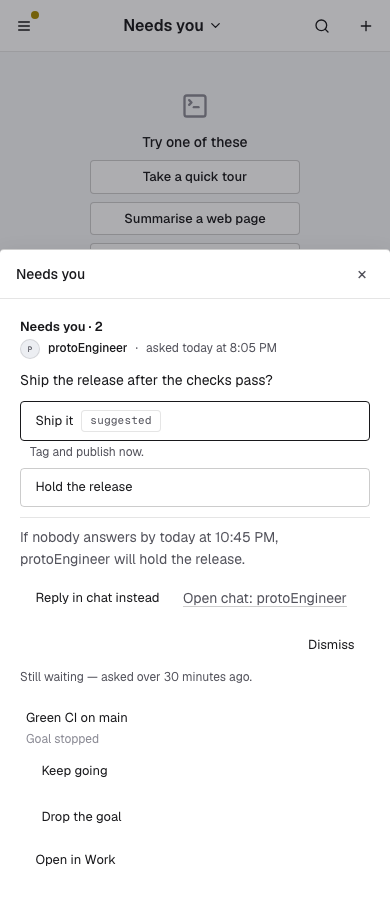 Needs you
Try one of these
Take a quick tour
Summarise a web page
Needs you
Needs you · 2
P protoEngineer · asked today at 8:05 PM
Ship the release after the checks pass?
Ship it suggested
Tag and publish now.
Hold the release
If nobody answers by today at 10:45 PM,
protoEngineer will hold the release.
Reply in chat instead Open chat: protoEngineer
Dismiss
Still waiting — asked over 30 minutes ago.
Green CI on main
Goal stopped
Keep going
Drop the goal
Open in Work